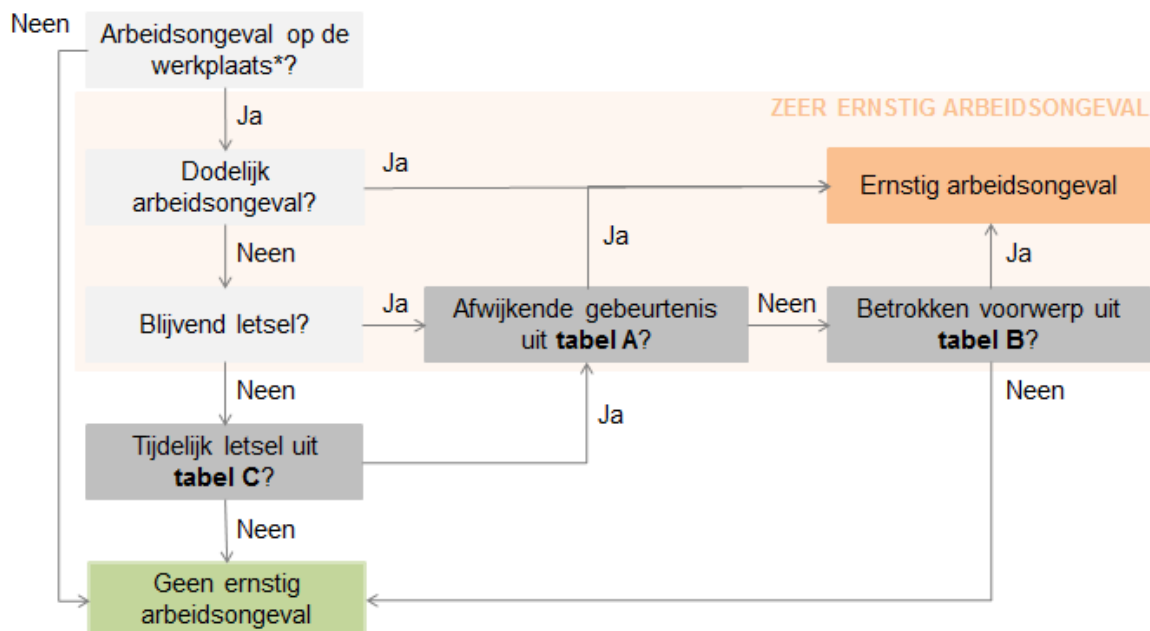 Neen
Arbeidsongeval op de
werkplaats*?
Ja
ZEER ERNSTIG ARBEIDSONGEVAL
Dodelijk
arbeidsongeval?
Ja
Ernstig arbeidsongeval
Neen
Ja
Ja
Blijvend letsel?
Ja
Afwijkende gebeurtenis
uit tabel A?
Neen
Betrokken voorwerp uit
tabel B?
Neen
Ja
Neen
Tijdelijk letsel uit
tabel C?
Neen
Geen ernstig
arbeidsongeval